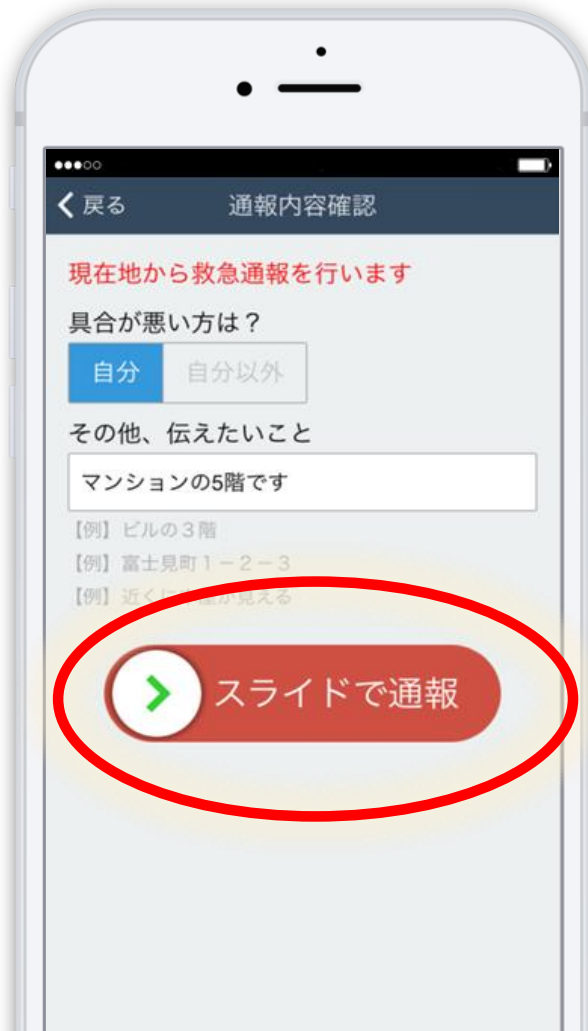 戻る 通報内容確認
現在地から救急通報を行います
具合が悪い方は？
自分 自分以外
その他、伝えたいこと
マンションの5階です
【例】ビルの３階
【例】富士見町１－２－３
【例】近くに本屋が見える
スライドで通報